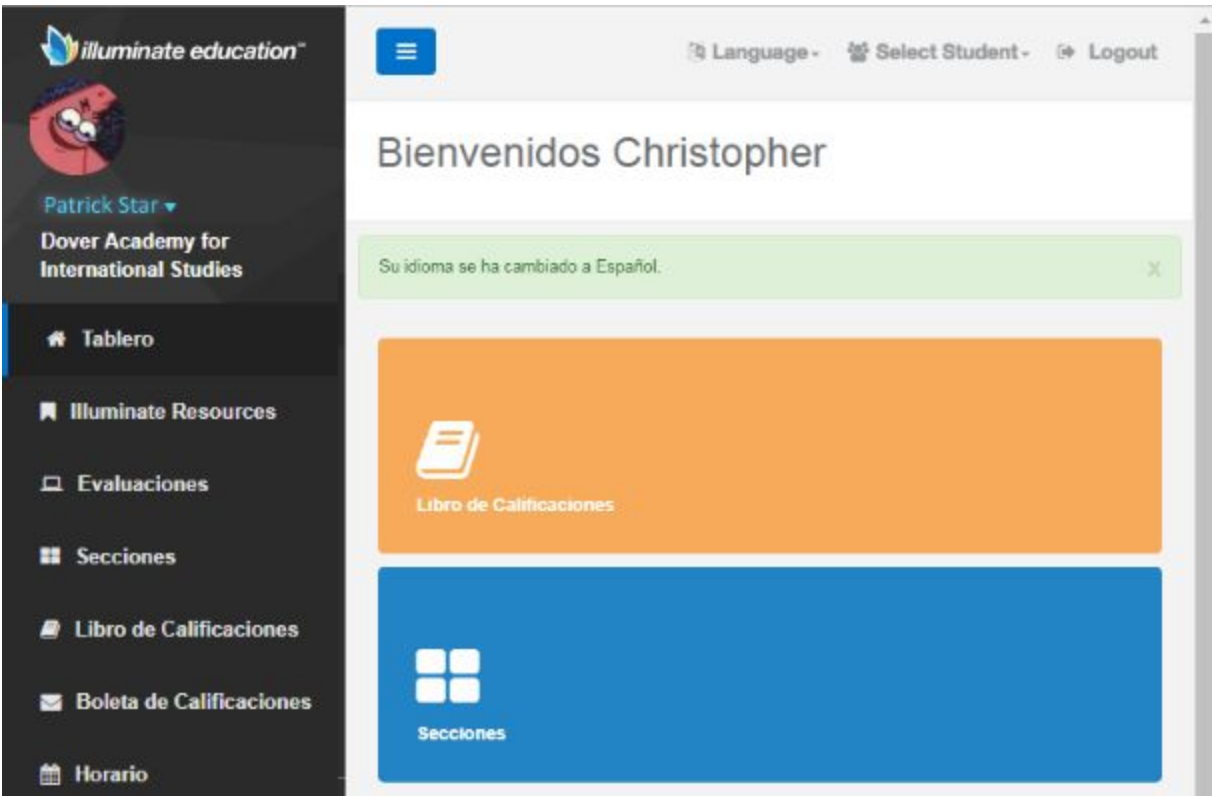 illuminate education™
Patrick Star
Dover Academy for
International Studies
Tablero
Illuminate Resources
Evaluaciones
Secciones
Libro de Calificaciones
Boleta de Calificaciones
Horario
Language
Select Student
Logout
Bienvenidos Christopher
Su idioma se ha cambiado a Español.
X
Libro de Calificaciones
Secciones